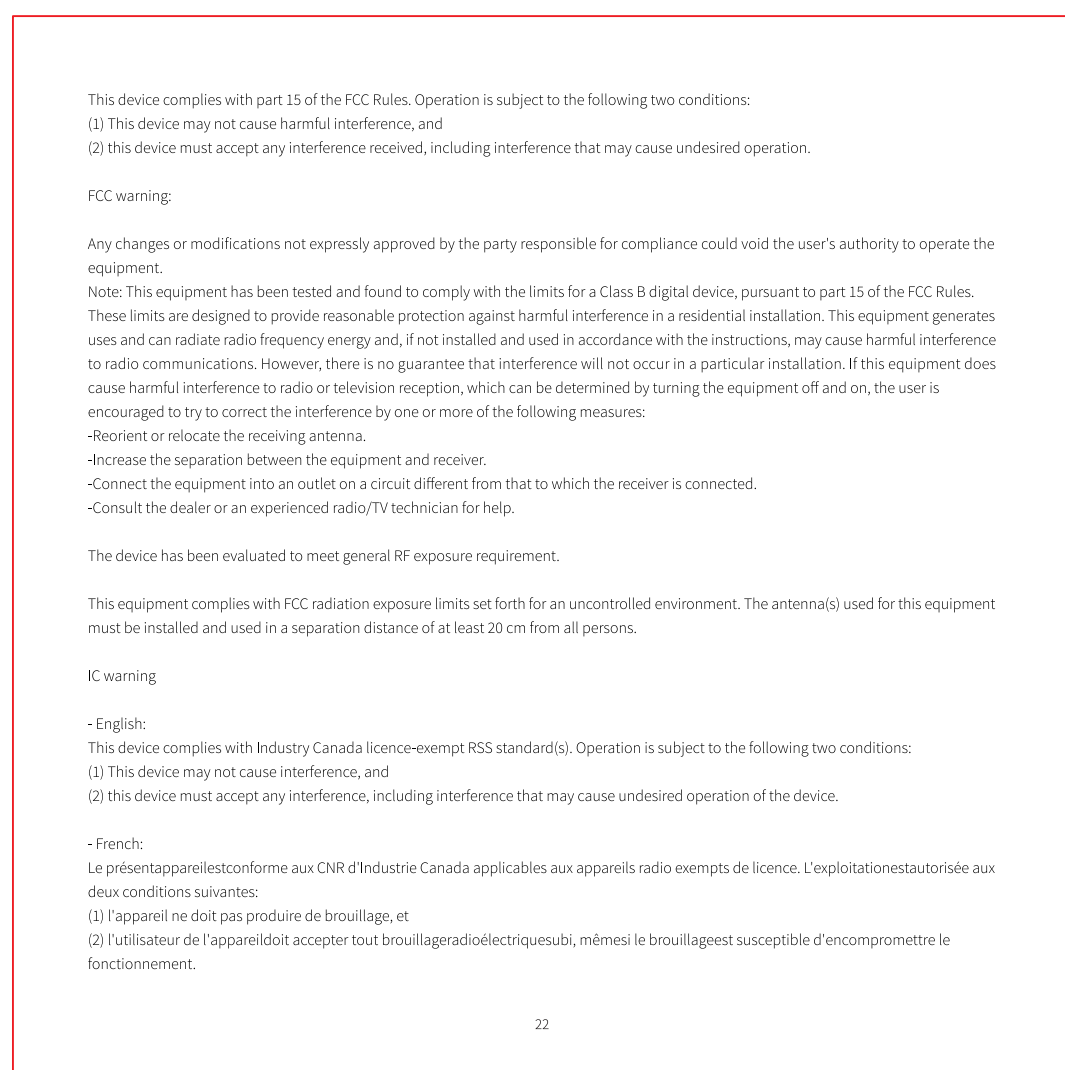 This device complies with part 15 of the FCC Rules. Operation is subject to the following two conditions:
(1) This device may not cause harmful interference, and
(2) this device must accept any interference received, including interference that may cause undesired operation.
FCC warning:
Any changes or modifications not expressly approved by the party responsible for compliance could void the user's authority to operate the
equipment.
Note: This equipment has been tested and found to comply with the limits for a Class B digital device, pursuant to part 15 of the FCC Rules.
These limits are designed to provide reasonable protection against harmful interference in a residential installation. This equipment generates
uses and can radiate radio frequency energy and, if not installed and used in accordance with the instructions, may cause harmful interference
to radio communications. However, there is no guarantee that interference will not occur in a particular installation. If this equipment does
cause harmful interference to radio or television reception, which can be determined by turning the equipment off and on, the user is
encouraged to try to correct the interference by one or more of the following measures:
-Reorient or relocate the receiving antenna.
-Increase the separation between the equipment and receiver.
-Connect the equipment into an outlet on a circuit different from that to which the receiver is connected.
-Consult the dealer or an experienced radio/TV technician for help.
The device has been evaluated to meet general RF exposure requirement.
This equipment complies with FCC radiation exposure limits set forth for an uncontrolled environment. The antenna(s) used for this equipment
must be installed and used in a separation distance of at least 20 cm from all persons.
IC warning
- English:
This device complies with Industry Canada licence-exempt RSS standard(s). Operation is subject to the following two conditions:
(1) This device may not cause interference, and
(2) this device must accept any interference, including interference that may cause undesired operation of the device.
- French:
Le présentappareilestconforme aux CNR d'Industrie Canada applicables aux appareils radio exempts de licence. L'exploitationestautorisée aux
deux conditions suivantes:
(1) l'appareil ne doit pas produire de brouillage, et
(2) l'utilisateur de l'appareildoit accepter tout brouillageradioélectriquesubi, mêmesi le brouillageest susceptible d'encompromettre le
fonctionnement.
22